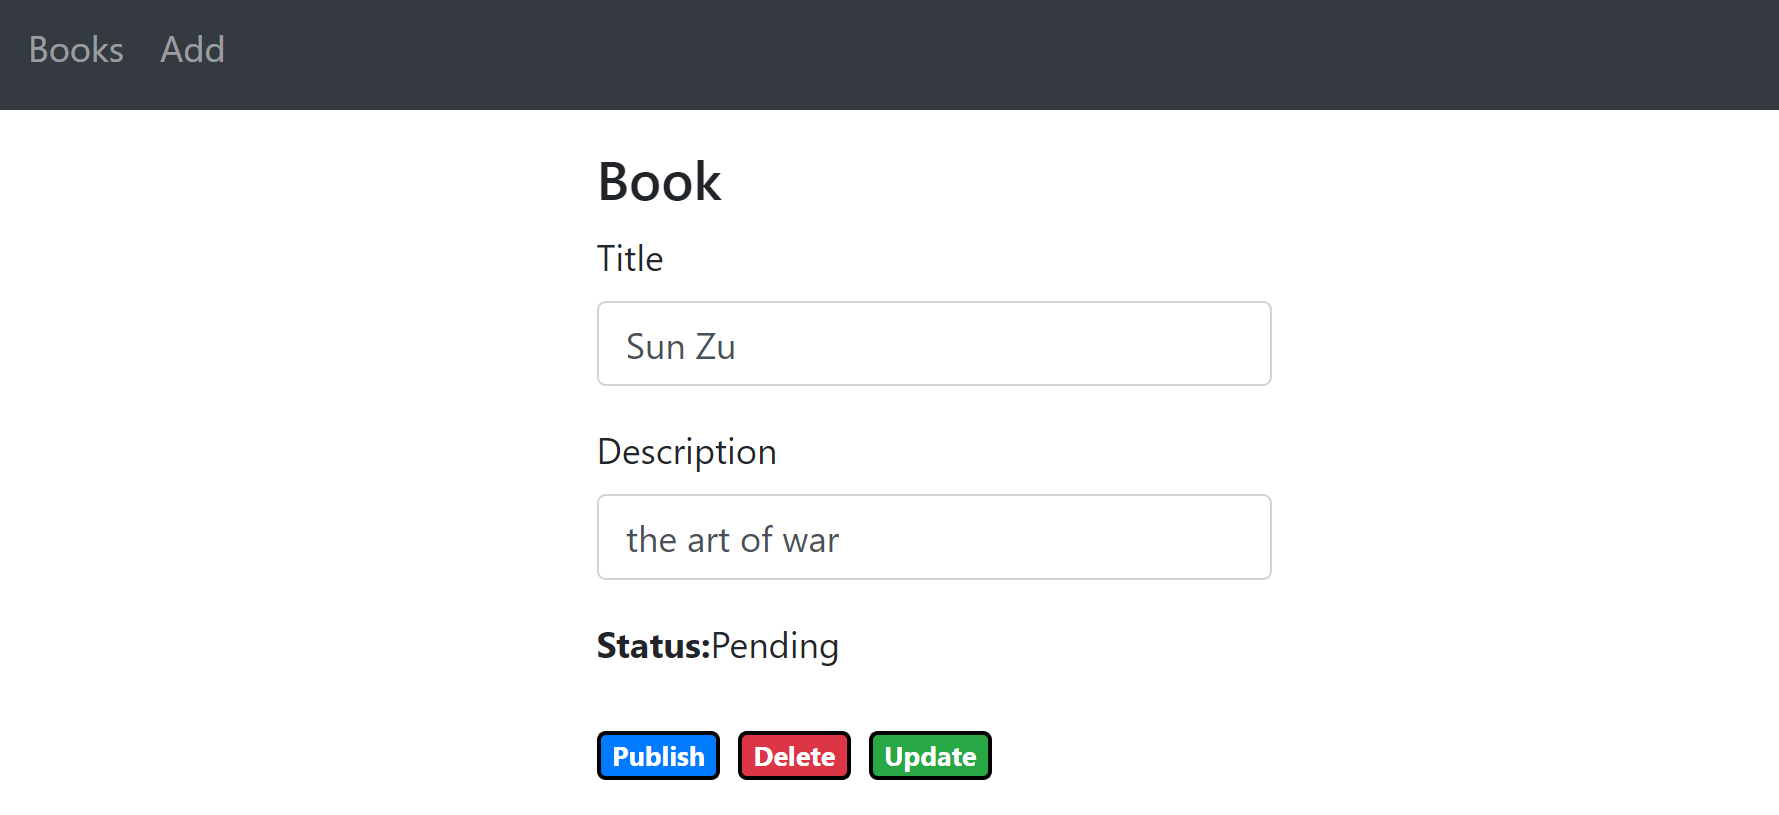 Books Add
Book
Title
Sun Zu
Description
the art of war
Status:Pending
Publish Delete Update